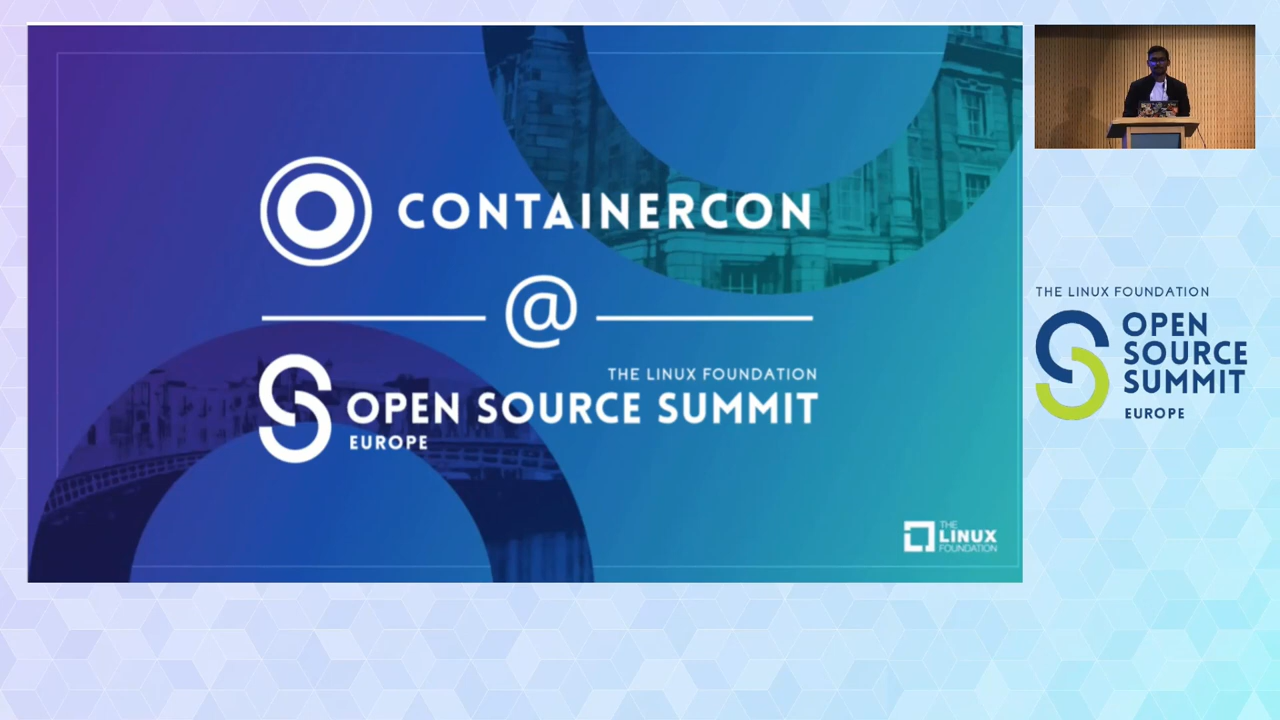 CONTAINERCON
@
THE LINUX FOUNDATION
OPEN SOURCE SUMMIT
EUROPE
THE
LINUX
FOUNDATION
THE LINUX FOUNDATION
OPEN
SOURCE
SUMMIT
EUROPE